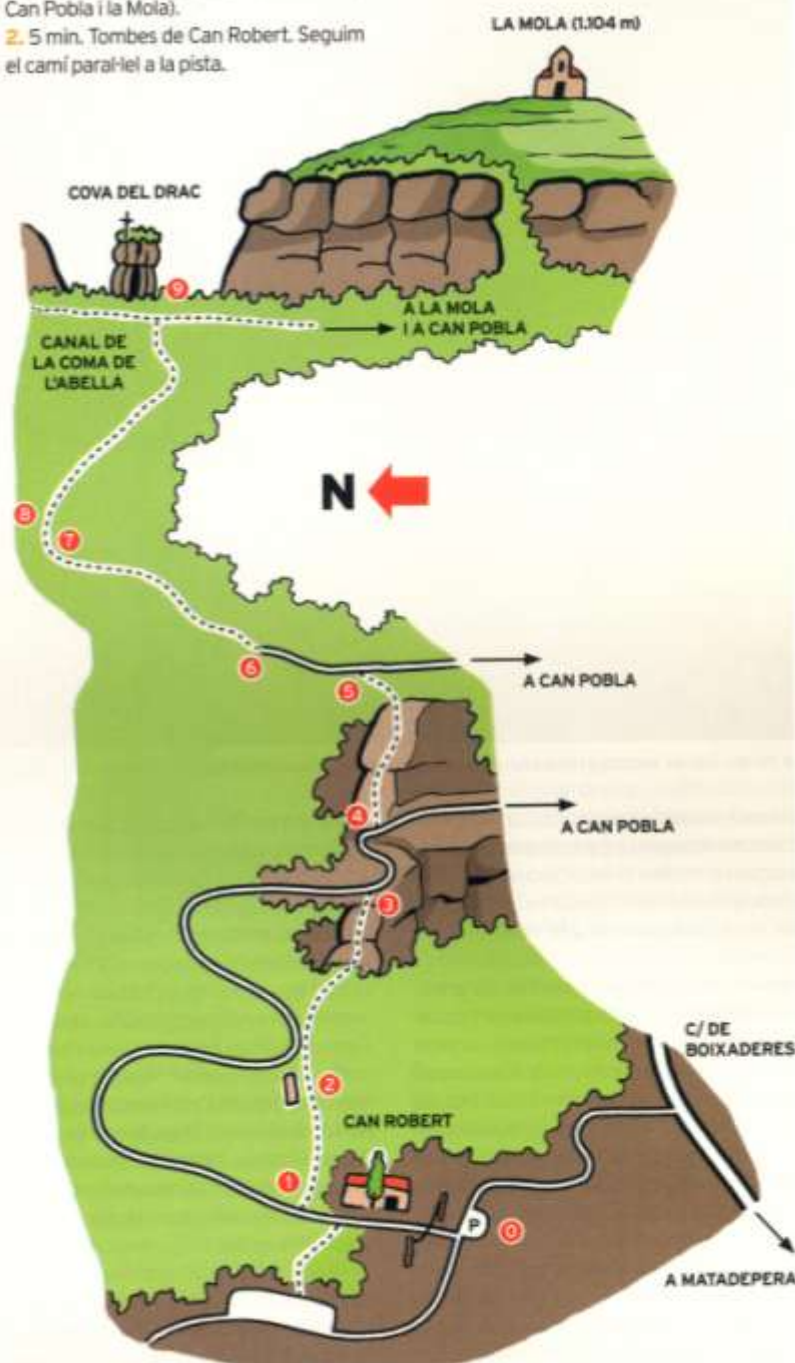 Can Pobla i la Mola).
2. 5 min. Tombes de Can Robert. Seguim
el camí paral·lel a la pista.
LA MOLA (1.104 m)
COVA DEL DRAC
9
A LA MOLA
I A CAN POBLA
CANAL DE
LA COMA DE
L'ABELLA
N
8
7
6
5
A CAN POBLA
4
A CAN POBLA
3
C/ DE
BOIXADERES
2
CAN ROBERT
1
P
0
A MATADEPERA